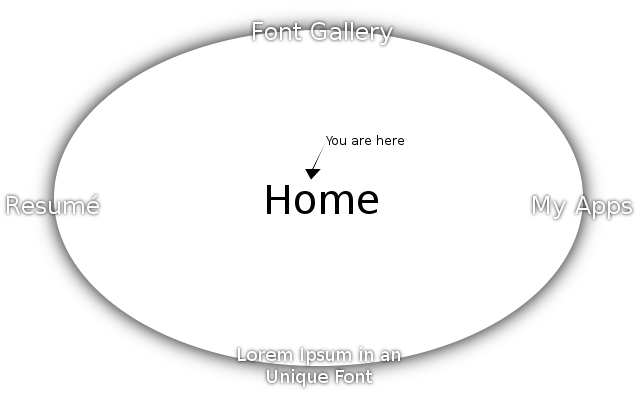 Font Gallery
You are here
Home
Resumé
My Apps
Lorem Ipsum in an
Unique Font